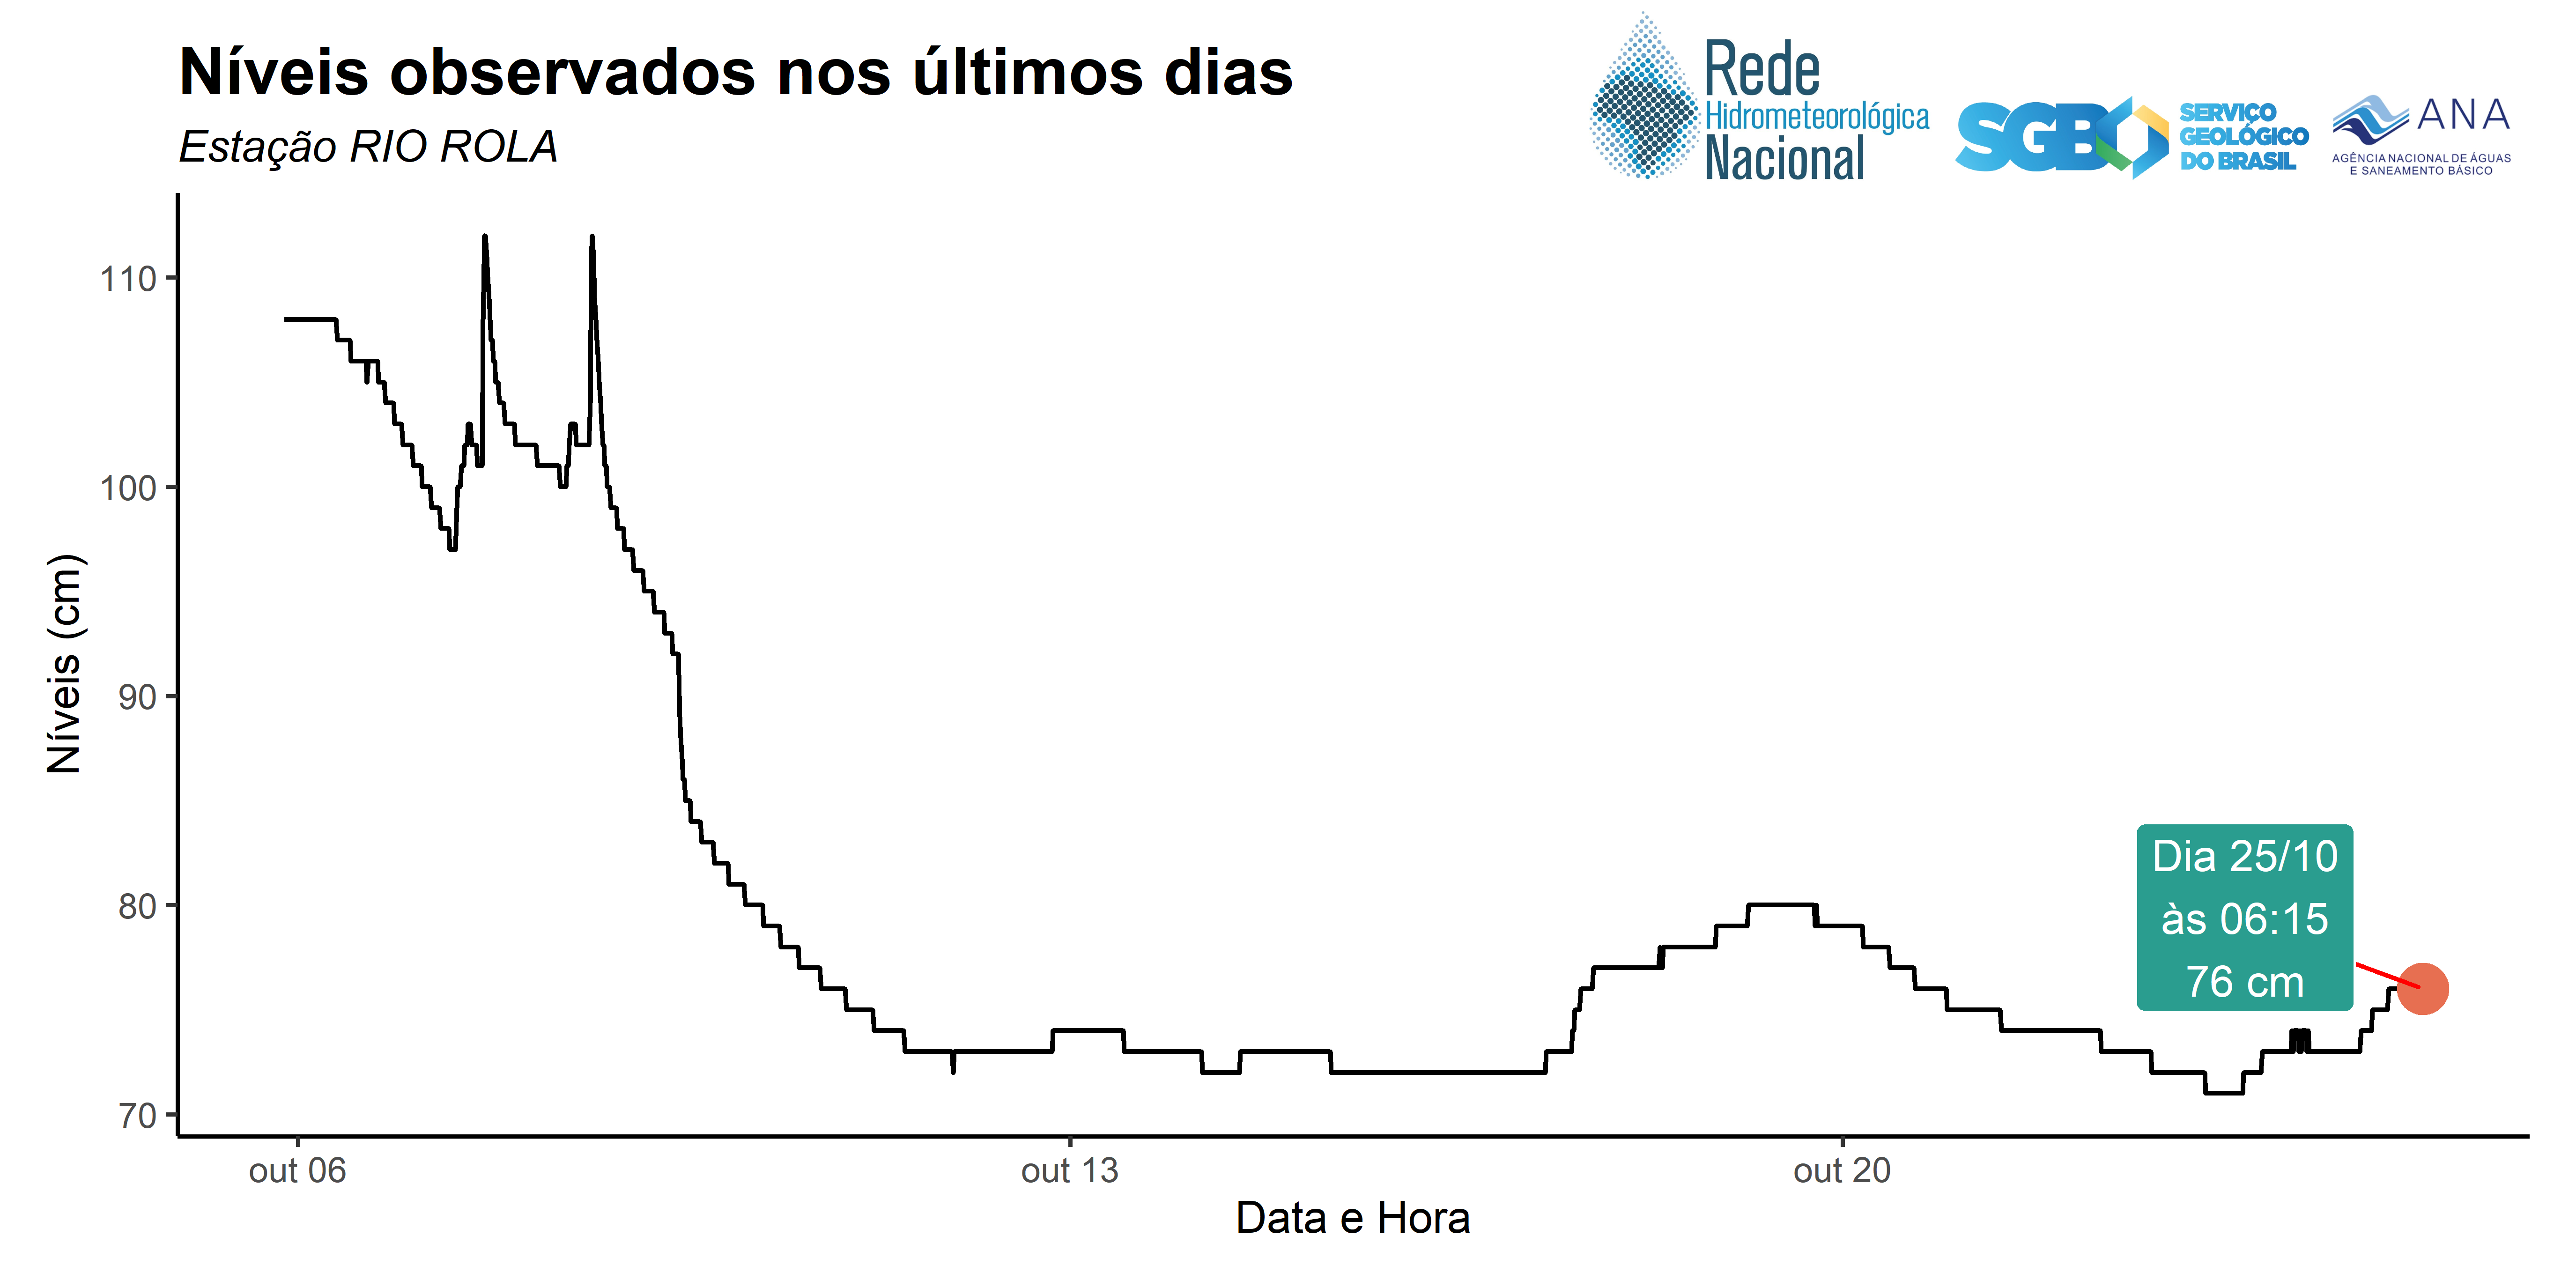 Níveis observados nos últimos dias
Estação RIO ROLA
Rede
Hidrometeorológica
Nacional
SGB
SERVIÇO
GEOLÓGICO
DO BRASIL
ANA
AGÊNCIA NACIONAL DE ÁGUAS
E SANEAMENTO BÁSICO
Níveis (cm)
110
100
90
80
70
Dia 25/10
às 06:15
76 cm
out 06
out 13
out 20
Data e Hora